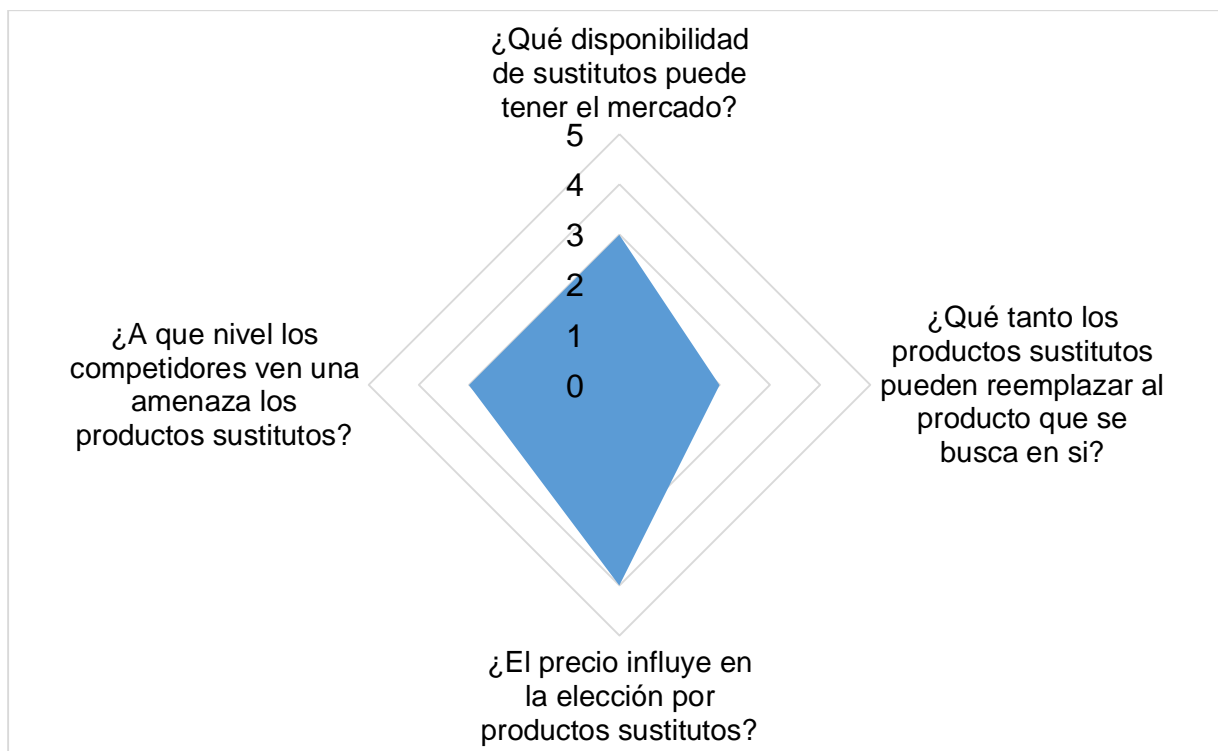 ¿Qué disponibilidad
de sustitutos puede
tener el mercado?
5
4
3
2
1
0
¿Qué tanto los
productos sustitutos
pueden reemplazar al
producto que se
busca en si?
¿El precio influye en
la elección por
productos sustitutos?
¿A que nivel los
competidores ven una
amenaza los
productos sustitutos?